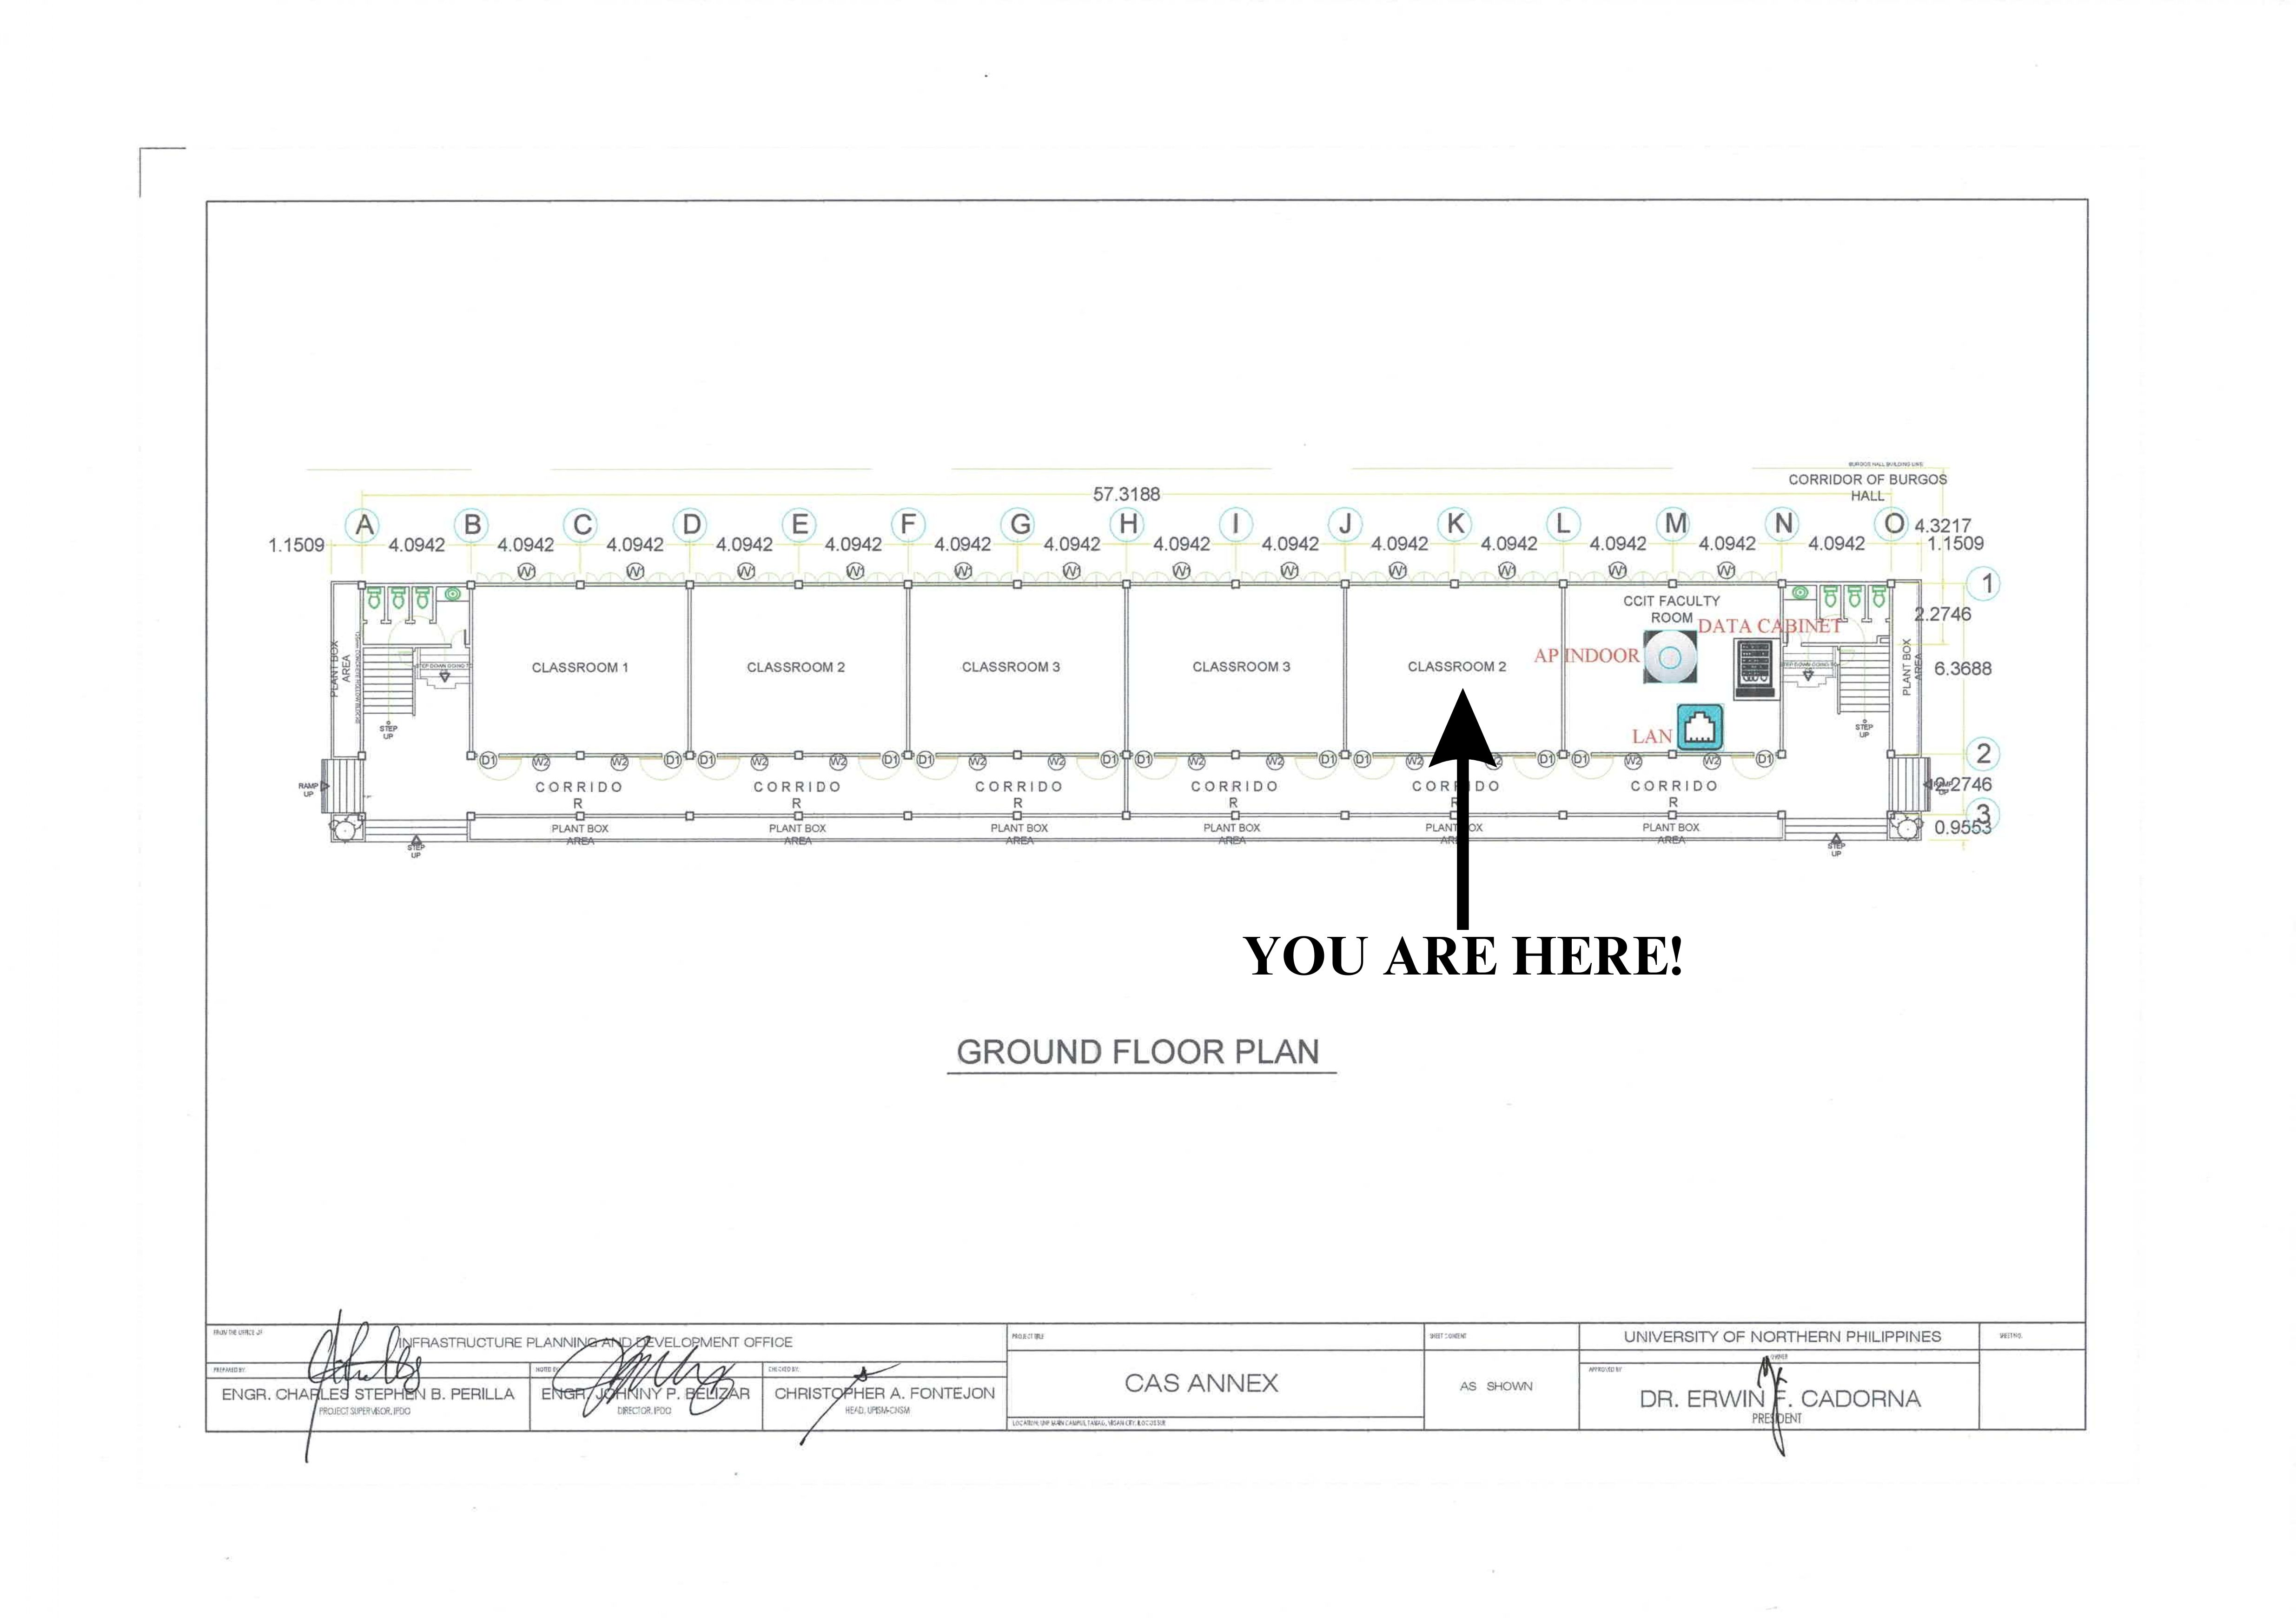 BURGOS HALL BUILDING LINE
CORRIDOR OF BURGOS
HALL
57.3188
A B C D E F G H I J K L M N O 4.3217
1.1509 4.0942 4.0942 4.0942 4.0942 4.0942 4.0942 4.0942 4.0942 4.0942 4.0942 4.0942 4.0942 4.0942 4.0942 1.1509
W1 W1 W1 W1 W1 W1 W1 W1 W1 W1 W1 W1
1
CCIT FACULTY
ROOM
2.2746
DATA CABINET
AP INDOOR
PLANT BOX
AREA
CLASSROOM 1 CLASSROOM 2 CLASSROOM 3 CLASSROOM 3 CLASSROOM 2
PLANT BOX
AREA
6.3688
STEP
UP
STEP
UP
LAN
2
D1 W2 W2 D1 D1 W2 W2 D1 D1 W2 W2 D1 D1 W2 W2 D1 D1 W2 W2 D1 D1 W2 W2 D1
RAMP
UP
CORRIDO CORRIDO CORRIDO CORRIDO CORRIDO CORRIDO
R R R R R R
2.2746
3
PLANT BOX PLANT BOX PLANT BOX PLANT BOX PLANT BOX PLANT BOX
AREA AREA AREA AREA AREA AREA
0.9553
STEP
UP
STEP
UP
YOU ARE HERE!
GROUND FLOOR PLAN
FROM THE OFFICE OF
INFRASTRUCTURE PLANNING AND DEVELOPMENT OFFICE
PREPARED BY:
NOTED BY:
CHECKED BY:
ENGR. CHARLES STEPHEN B. PERILLA
PROJECT SUPERVISOR, IPDO
ENGR. JOHNNY P. BELIZAR
DIRECTOR, IPDO
CHRISTOPHER A. FONTEJON
HEAD, UPISM-CNSM
PROJECT TITLE
CAS ANNEX
LOCATION: UNP MAIN CAMPUS, TAMAG, VIGAN CITY, ILOCOS SUR
SHEET CONTENT
AS SHOWN
UNIVERSITY OF NORTHERN PHILIPPINES
OWNER
APPROVED BY
DR. ERWIN F. CADORNA
PRESIDENT
SHEET NO.